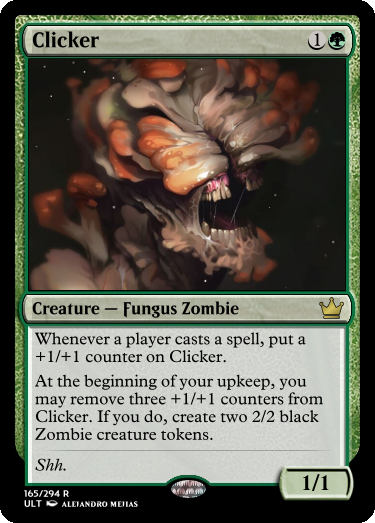 Clicker 1
Creature — Fungus Zombie
Whenever a player casts a spell, put a
+1/+1 counter on Clicker.
At the beginning of your upkeep, you
may remove three +1/+1 counters from
Clicker. If you do, create two 2/2 black
Zombie creature tokens.
Shh.
1/1
165/294 R
ULT ALEJANDRO MEJIAS